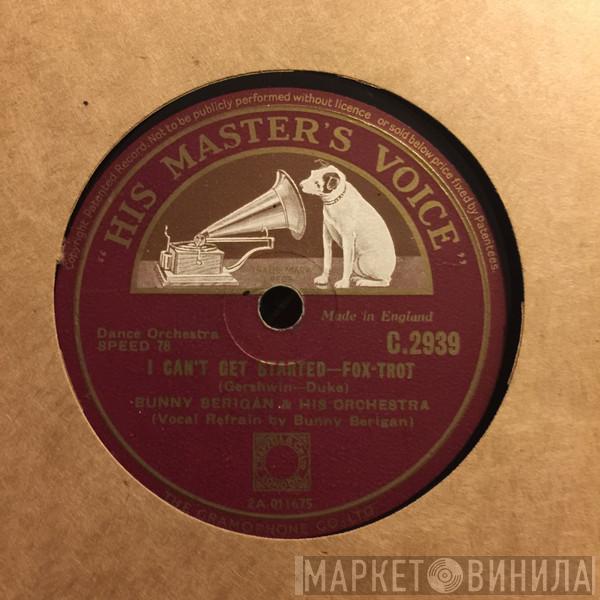 Copyright. Patented Record. Not to be publicly performed without licence or sold below price fixed by Patentees.
"HIS MASTER'S VOICE"
TRADE MARK
Made in England
Dance Orchestra
SPEED 78
C.2939
I CAN'T GET STARTED—FOX-TROT
(Gershwin—Duke)
BUNNY BERIGAN & HIS ORCHESTRA
(Vocal Refrain by Bunny Berigan)
2A.011675
THE GRAMOPHONE CO., LTD.
МАРКЕТ ВИНИЛА